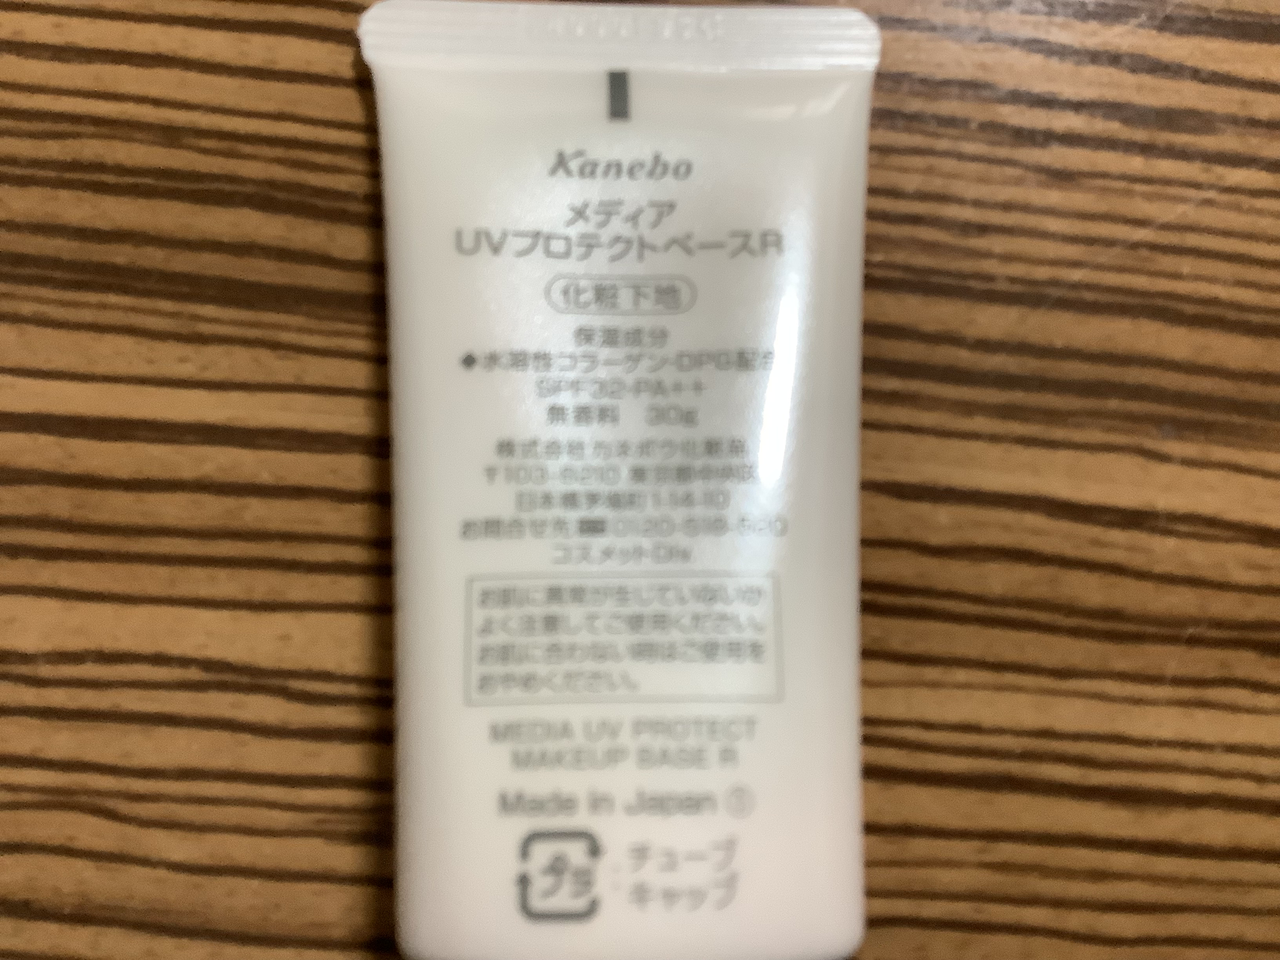 Kanebo
メディア
UVプロテクトベースR
化粧下地
保湿成分
◆水溶性コラーゲン・DPG配合
SPF32・PA++
無香料 30g
株式会社カネボウ化粧品
〒103-8210 東京都中央区
日本橋茅場町1-14-10
お問合せ先 0120-518-520
コスメットDIs
お肌に異常が生じていないか
よく注意してご使用ください。
お肌に合わない時はご使用を
おやめください。
MEDIA UV PROTECT
MAKEUP BASE R
Made in Japan ①
プラ : チューブ
キャップ